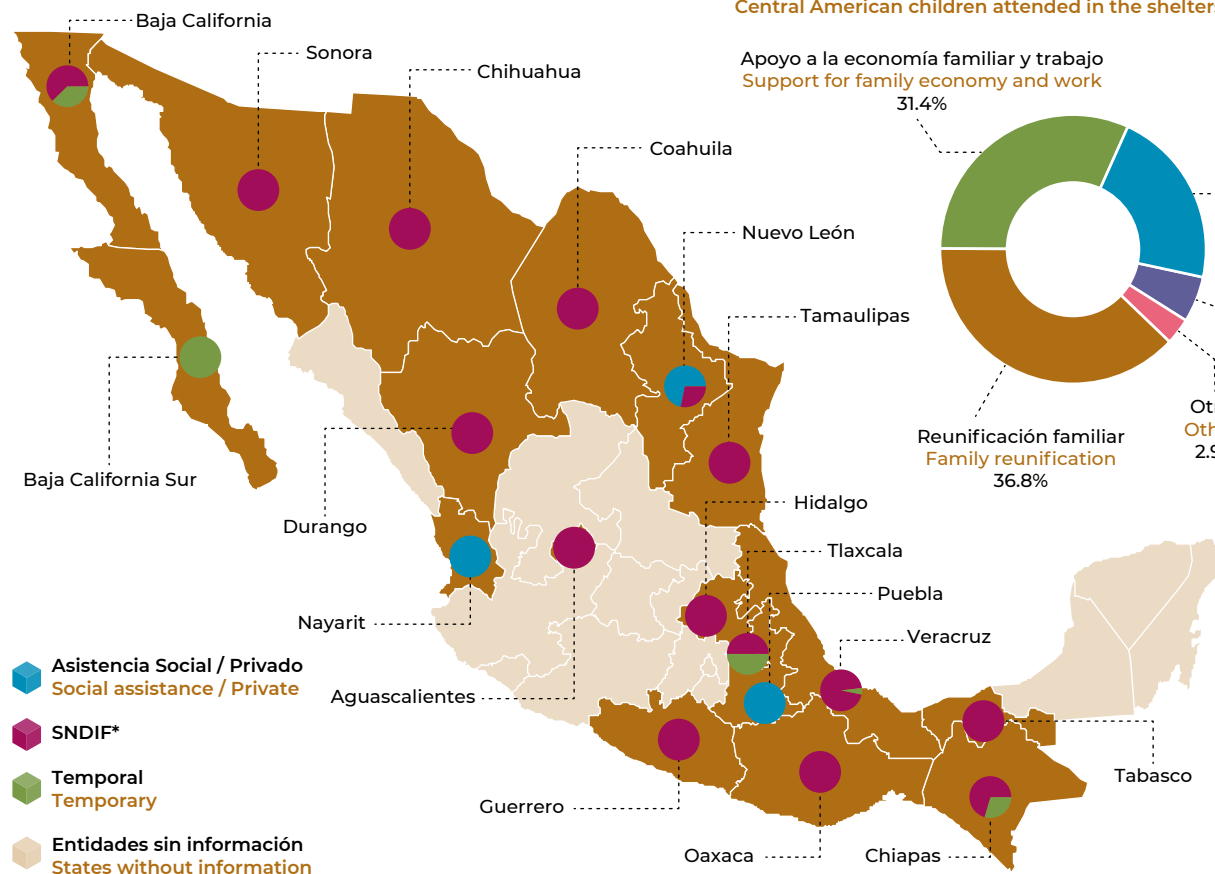 Central American children attended in the shelters
Baja California
Sonora
Chihuahua
Coahuila
Nuevo León
Tamaulipas
Apoyo a la economía familiar y trabajo
Support for family economy and work
31.4%
Reunificación familiar
Family reunification
36.8%
Baja California Sur
Durango
Nayarit
Aguascalientes
Hidalgo
Tlaxcala
Puebla
Veracruz
Guerrero
Oaxaca
Chiapas
Tabasco
Asistencia Social / Privado
Social assistance / Private
SNDIF*
Temporal
Temporary
Entidades sin información
States without information